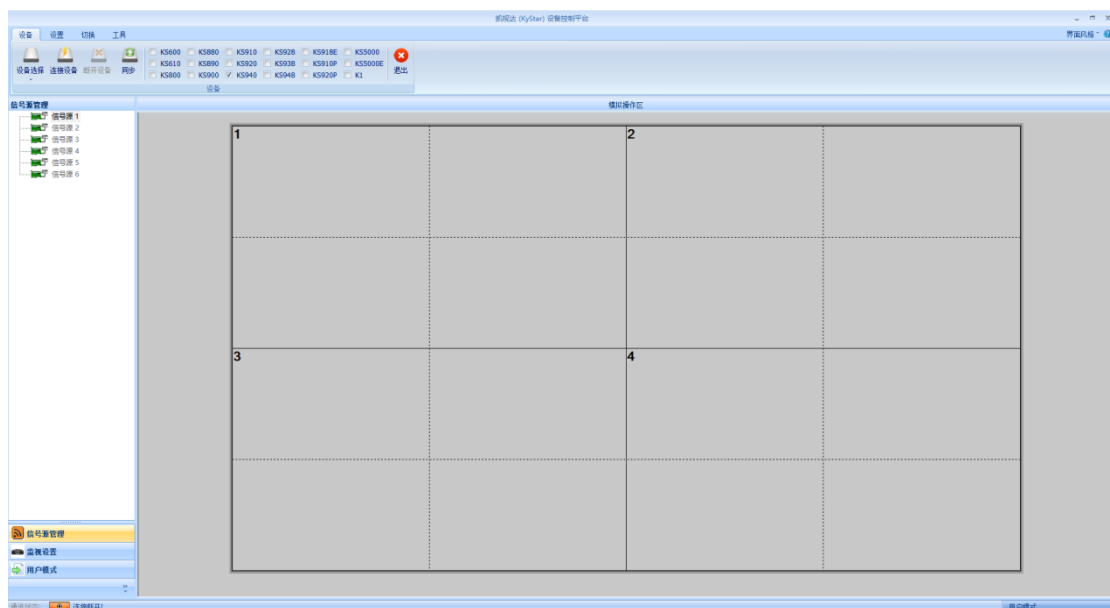 凯视达 (KyStar) 设备控制平台
设备 设置 切换 工具 界面风格
KS600 KS880 KS910 KS928 KS918E KS5000
KS610 KS890 KS920 KS938 KS910P KS5000E
KS800 KS900 KS940 KS948 KS920P K1
设备选择 连接设备 断开设备 同步 退出
设备
信号源管理 模拟操作区
信号源 1
信号源 2
信号源 3
信号源 4
信号源 5
信号源 6
1 2
3 4
信号源管理
监视设置
用户模式
连接断开! 用户模式